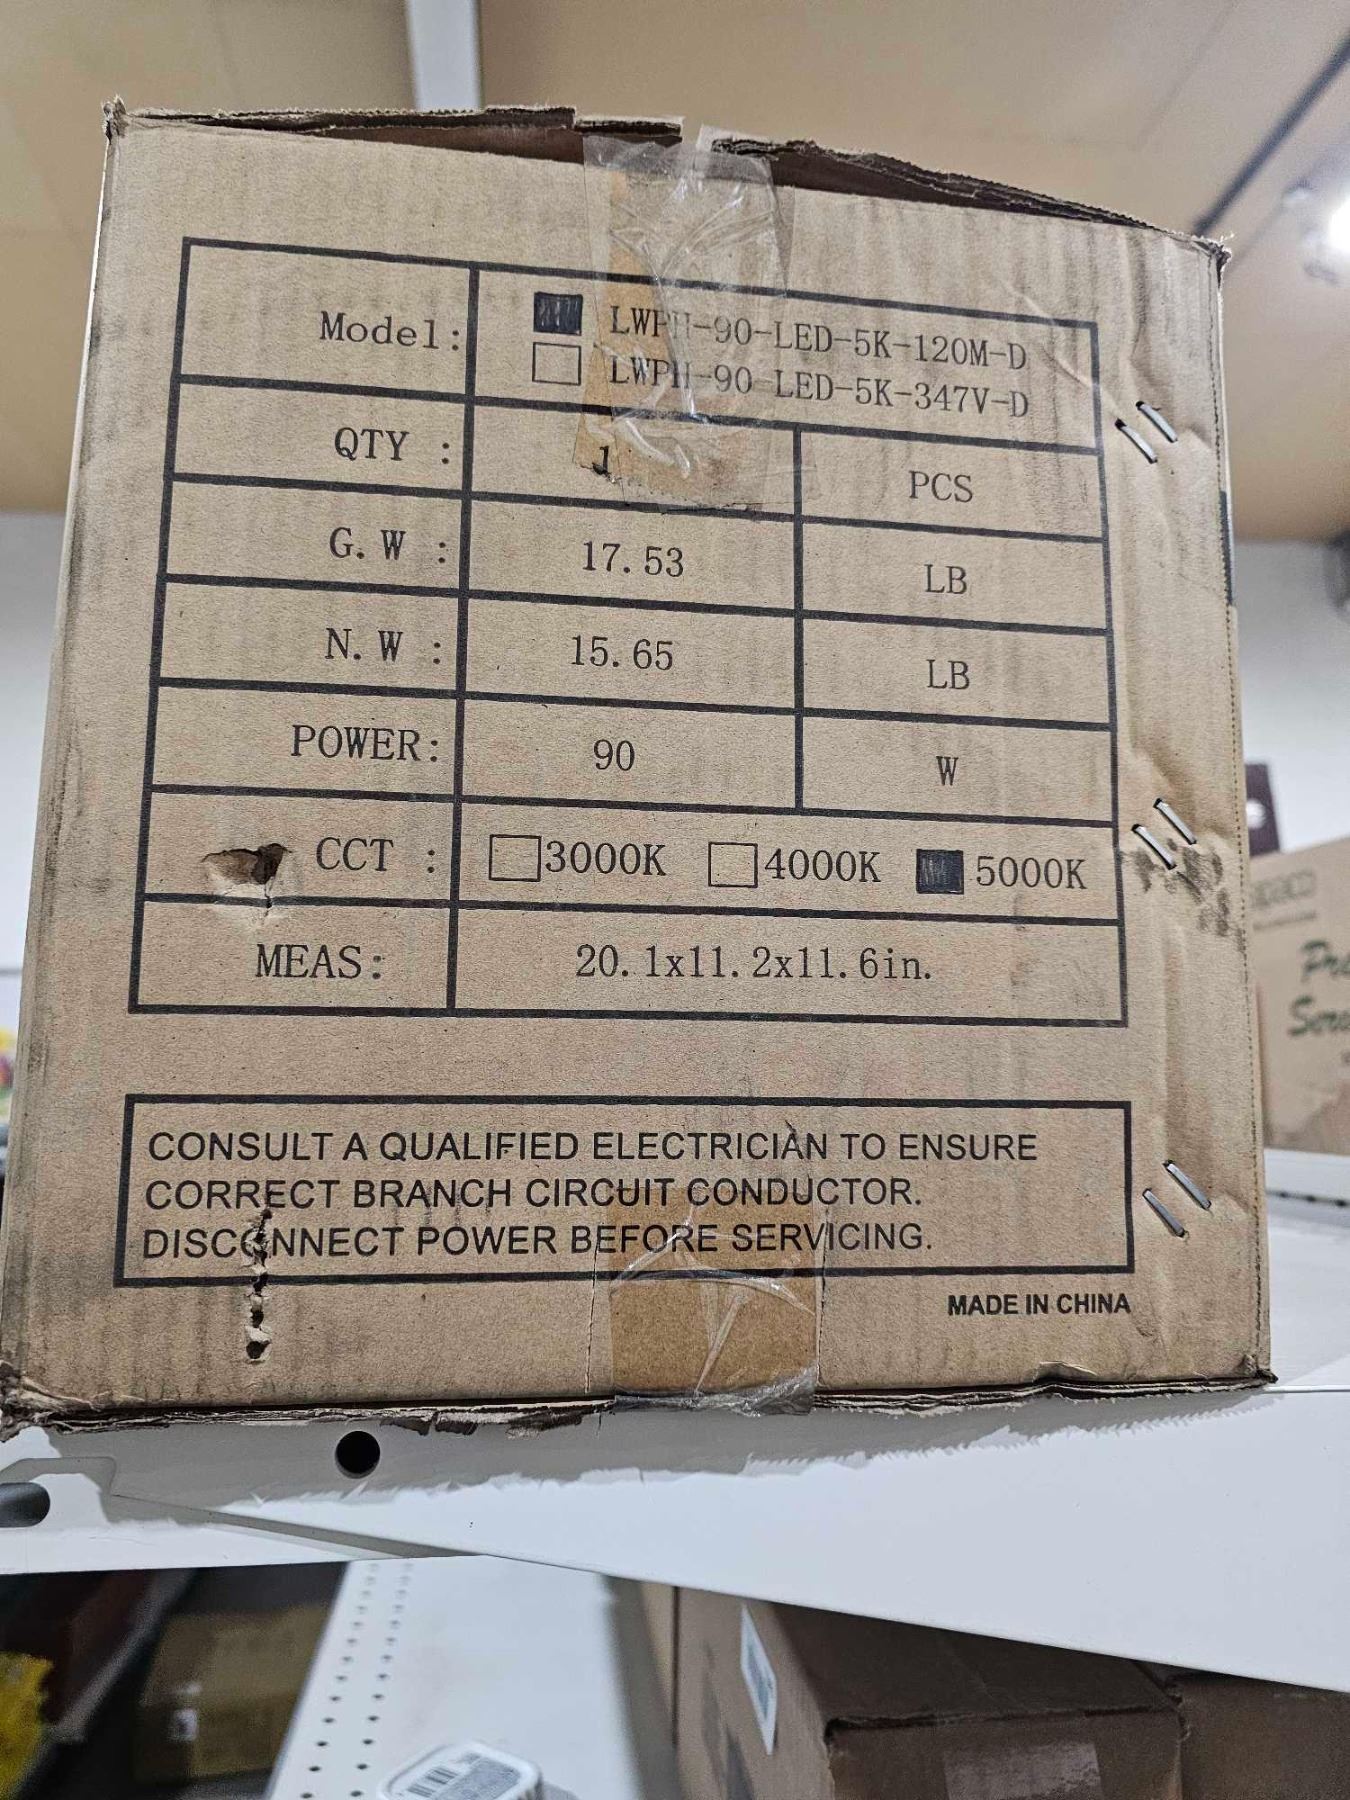 Model:
LWPH-90-LED-5K-120M-D
LWPH-90-LED-5K-347V-D
QTY : 1 PCS
G.W : 17.53 LB
N.W : 15.65 LB
POWER: 90 W
CCT : 3000K 4000K 5000K
MEAS: 20.1x11.2x11.6in.
CONSULT A QUALIFIED ELECTRICIAN TO ENSURE
CORRECT BRANCH CIRCUIT CONDUCTOR.
DISCONNECT POWER BEFORE SERVICING.
MADE IN CHINA